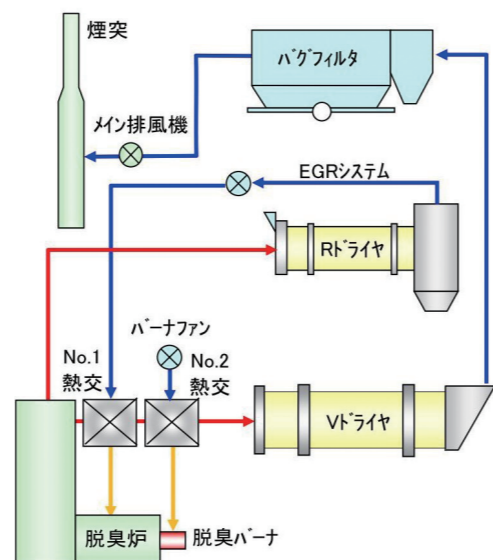 煙突
バグフィルタ
メイン排風機
EGRシステム
Rドライヤ
バーナファン
No.1
熱交
No.2
熱交
Vドライヤ
脱臭炉
脱臭バーナ